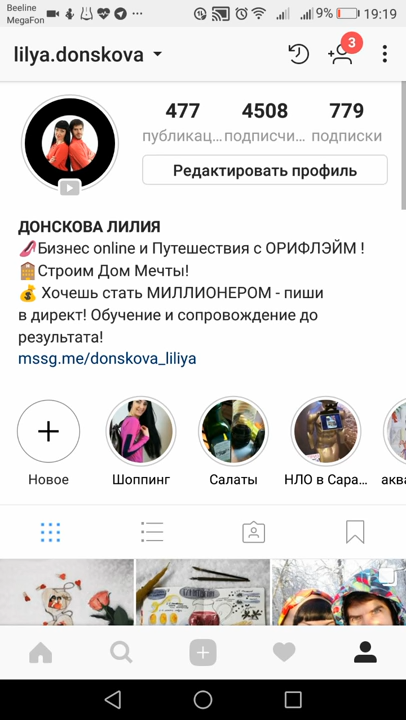 Beeline
MegaFon
9% 19:19
lilya.donskova
3
477 4508 779
публикац... подписчи... подписки
Редактировать профиль
ДОНСКОВА ЛИЛИЯ
👠Бизнес online и Путешествия с ОРИФЛЭЙМ !
🏨Строим Дом Мечты!
💰 Хочешь стать МИЛЛИОНЕРОМ - пиши
в директ! Обучение и сопровождение до
результата!
mssg.me/donskova_liliya
Новое Шоппинг Салаты НЛО в Сара... аква